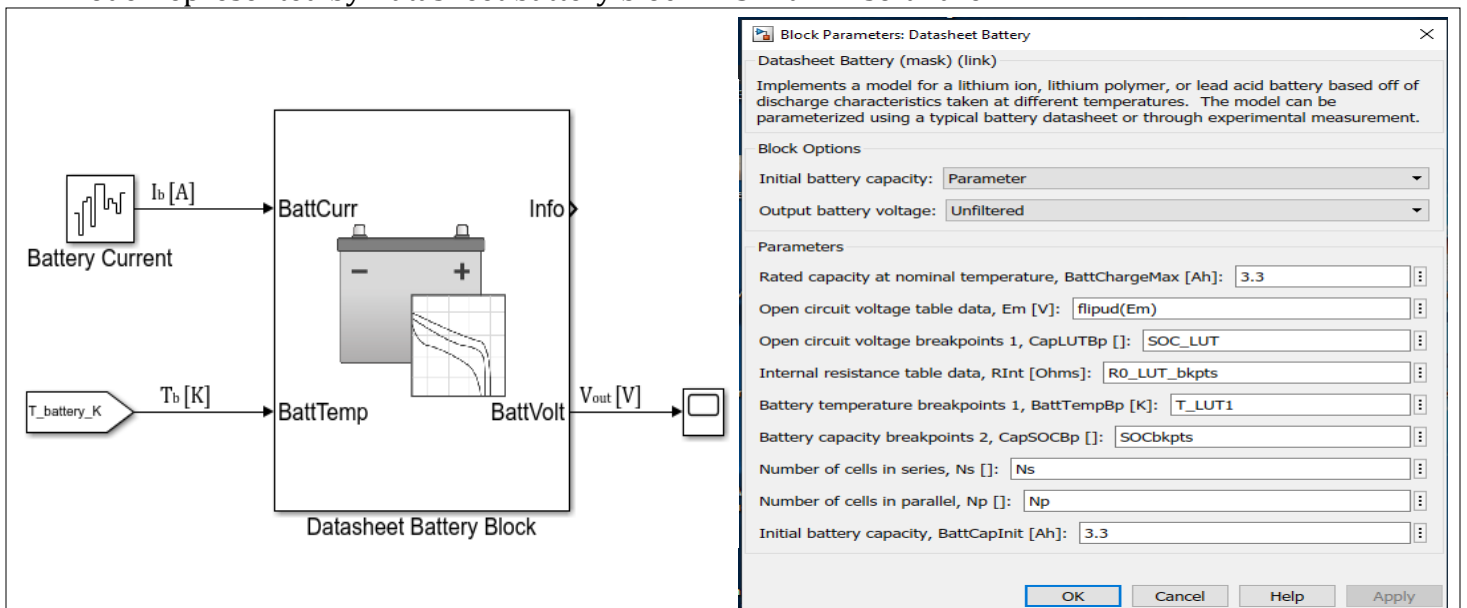 Ib [A]
BattCurr
Info
Battery Current
Tb [K]
T_battery_K
BattTemp
BattVolt
Vout [V]
Datasheet Battery Block
Block Parameters: Datasheet Battery
Datasheet Battery (mask) (link)
Implements a model for a lithium ion, lithium polymer, or lead acid battery based off of
discharge characteristics taken at different temperatures. The model can be
parameterized using a typical battery datasheet or through experimental measurement.
Block Options
Initial battery capacity: Parameter
Output battery voltage: Unfiltered
Parameters
Rated capacity at nominal temperature, BattChargeMax [Ah]: 3.3
Open circuit voltage table data, Em [V]: flipud(Em)
Open circuit voltage breakpoints 1, CapLUTBp []: SOC_LUT
Internal resistance table data, RInt [Ohms]: R0_LUT_bkpts
Battery temperature breakpoints 1, BattTempBp [K]: T_LUT1
Battery capacity breakpoints 2, CapSOCBp []: SOCbkpts
Number of cells in series, Ns []: Ns
Number of cells in parallel, Np []: Np
Initial battery capacity, BattCapInit [Ah]: 3.3
OK Cancel Help Apply